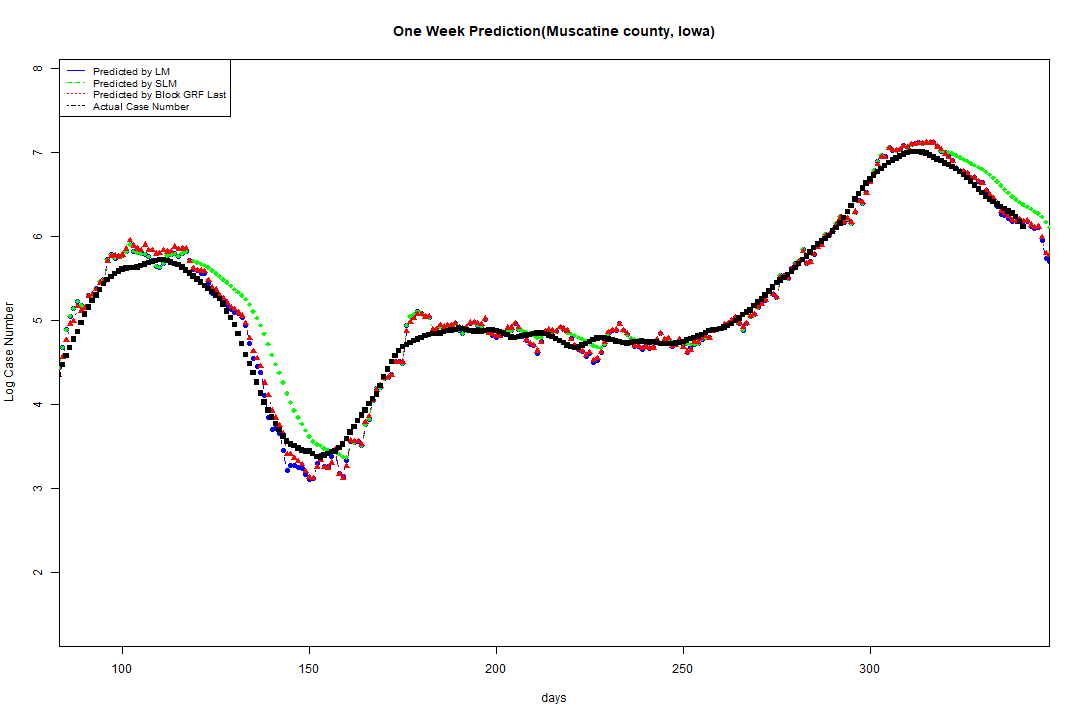 One Week Prediction(Muscatine county, Iowa)
Predicted by LM
Predicted by SLM
Predicted by Block GRF Last
Actual Case Number
8
7
6
5
4
3
2
Log Case Number
100 150 200 250 300
days